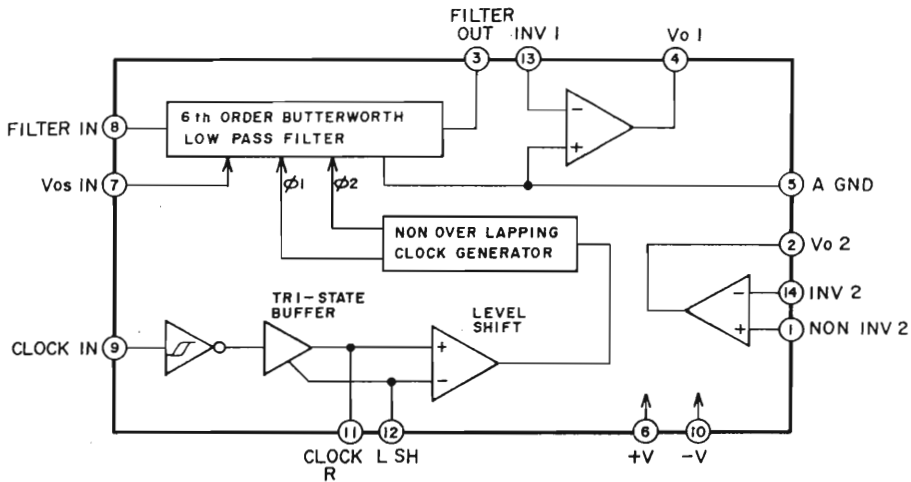 FILTER
OUT
INV 1
Vo 1
3
13
4
6 th ORDER BUTTERWORTH
LOW PASS FILTER
−
+
FILTER IN
8
Vos IN
7
ϕ1
ϕ2
5
A GND
NON OVER LAPPING
CLOCK GENERATOR
2
Vo 2
14
INV 2
1
NON INV 2
−
+
TRI-STATE
BUFFER
LEVEL
SHIFT
CLOCK IN
9
+
−
11
12
6
10
CLOCK
R
L SH
+V
−V